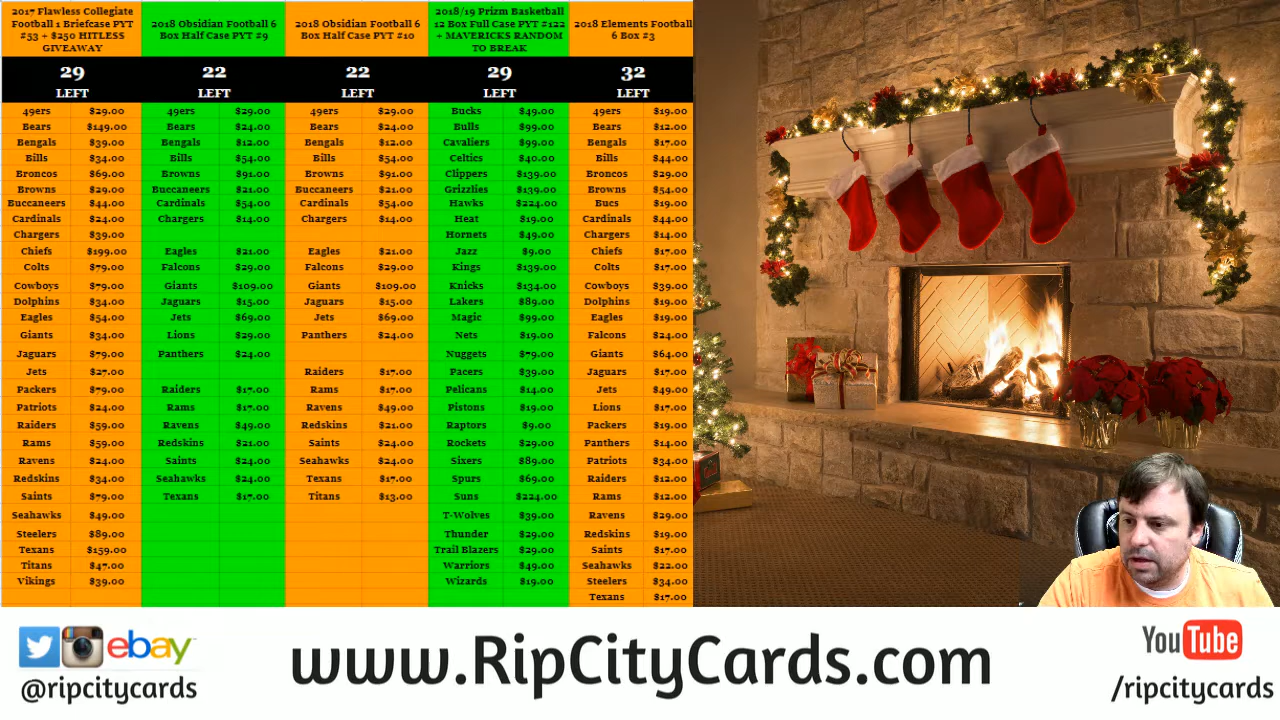 2017 Flawless Collegiate
Football 1 Briefcase PYT
#53 + $250 HITLESS
GIVEAWAY
29
LEFT
49ers $29.00
Bears $149.00
Bengals $39.00
Bills $34.00
Broncos $69.00
Browns $29.00
Buccaneers $44.00
Cardinals $24.00
Chargers $39.00
Chiefs $199.00
Colts $79.00
Cowboys $79.00
Dolphins $34.00
Eagles $54.00
Giants $34.00
Jaguars $79.00
Jets $27.00
Packers $79.00
Patriots $24.00
Raiders $59.00
Rams $59.00
Ravens $24.00
Redskins $34.00
Saints $79.00
Seahawks $49.00
Steelers $89.00
Texans $159.00
Titans $47.00
Vikings $39.00
2018 Obsidian Football 6
Box Half Case PYT #9
22
LEFT
49ers $29.00
Bears $24.00
Bengals $12.00
Bills $54.00
Browns $91.00
Buccaneers $21.00
Cardinals $54.00
Chargers $14.00
Eagles $21.00
Falcons $29.00
Giants $109.00
Jaguars $15.00
Jets $69.00
Lions $29.00
Panthers $24.00
Raiders $17.00
Rams $17.00
Ravens $49.00
Redskins $21.00
Saints $24.00
Seahawks $24.00
Texans $17.00
2018 Obsidian Football 6
Box Half Case PYT #10
22
LEFT
49ers $29.00
Bears $24.00
Bengals $12.00
Bills $54.00
Browns $91.00
Buccaneers $21.00
Cardinals $54.00
Chargers $14.00
Eagles $21.00
Falcons $29.00
Giants $109.00
Jaguars $15.00
Jets $69.00
Panthers $24.00
Raiders $17.00
Rams $17.00
Ravens $49.00
Redskins $21.00
Saints $24.00
Seahawks $24.00
Texans $17.00
Titans $13.00
2018/19 Prizm Basketball
12 Box Full Case PYT #122
+ MAVERICKS RANDOM
TO BREAK
29
LEFT
Bucks $49.00
Bulls $99.00
Cavaliers $99.00
Celtics $40.00
Clippers $139.00
Grizzlies $139.00
Hawks $224.00
Heat $19.00
Hornets $49.00
Jazz $9.00
Kings $139.00
Knicks $134.00
Lakers $89.00
Magic $99.00
Nets $19.00
Nuggets $79.00
Pacers $39.00
Pelicans $14.00
Pistons $19.00
Raptors $9.00
Rockets $29.00
Sixers $89.00
Spurs $69.00
Suns $224.00
T-Wolves $39.00
Thunder $29.00
Trail Blazers $29.00
Warriors $49.00
Wizards $19.00
2018 Elements Football
6 Box #3
32
LEFT
49ers $19.00
Bears $12.00
Bengals $17.00
Bills $44.00
Broncos $29.00
Browns $54.00
Bucs $19.00
Cardinals $44.00
Chargers $14.00
Chiefs $17.00
Colts $17.00
Cowboys $39.00
Dolphins $19.00
Eagles $19.00
Falcons $24.00
Giants $64.00
Jaguars $17.00
Jets $49.00
Lions $17.00
Packers $19.00
Panthers $14.00
Patriots $34.00
Raiders $12.00
Rams $12.00
Ravens $29.00
Redskins $19.00
Saints $17.00
Seahawks $22.00
Steelers $34.00
Texans $17.00
ebay
@ripcitycards
www.RipCityCards.com
YouTube
/ripcitycards